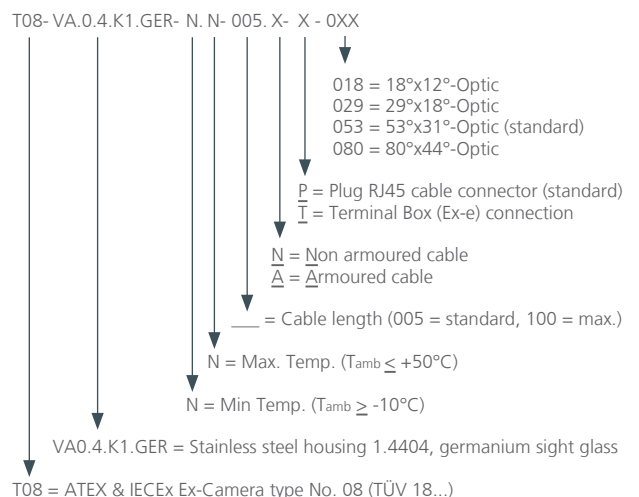 T08- VA.0.4.K1.GER- N. N- 005. X- X - 0XX
018 = 18°x12°-Optic
029 = 29°x18°-Optic
053 = 53°x31°-Optic (standard)
080 = 80°x44°-Optic
P = Plug RJ45 cable connector (standard)
T = Terminal Box (Ex-e) connection
N = Non armoured cable
A = Armoured cable
___ = Cable length (005 = standard, 100 = max.)
N = Max. Temp. (Tamb ≤ +50°C)
N = Min Temp. (Tamb ≥ -10°C)
VA0.4.K1.GER = Stainless steel housing 1.4404, germanium sight glass
T08 = ATEX & IECEx Ex-Camera type No. 08 (TÜV 18...)